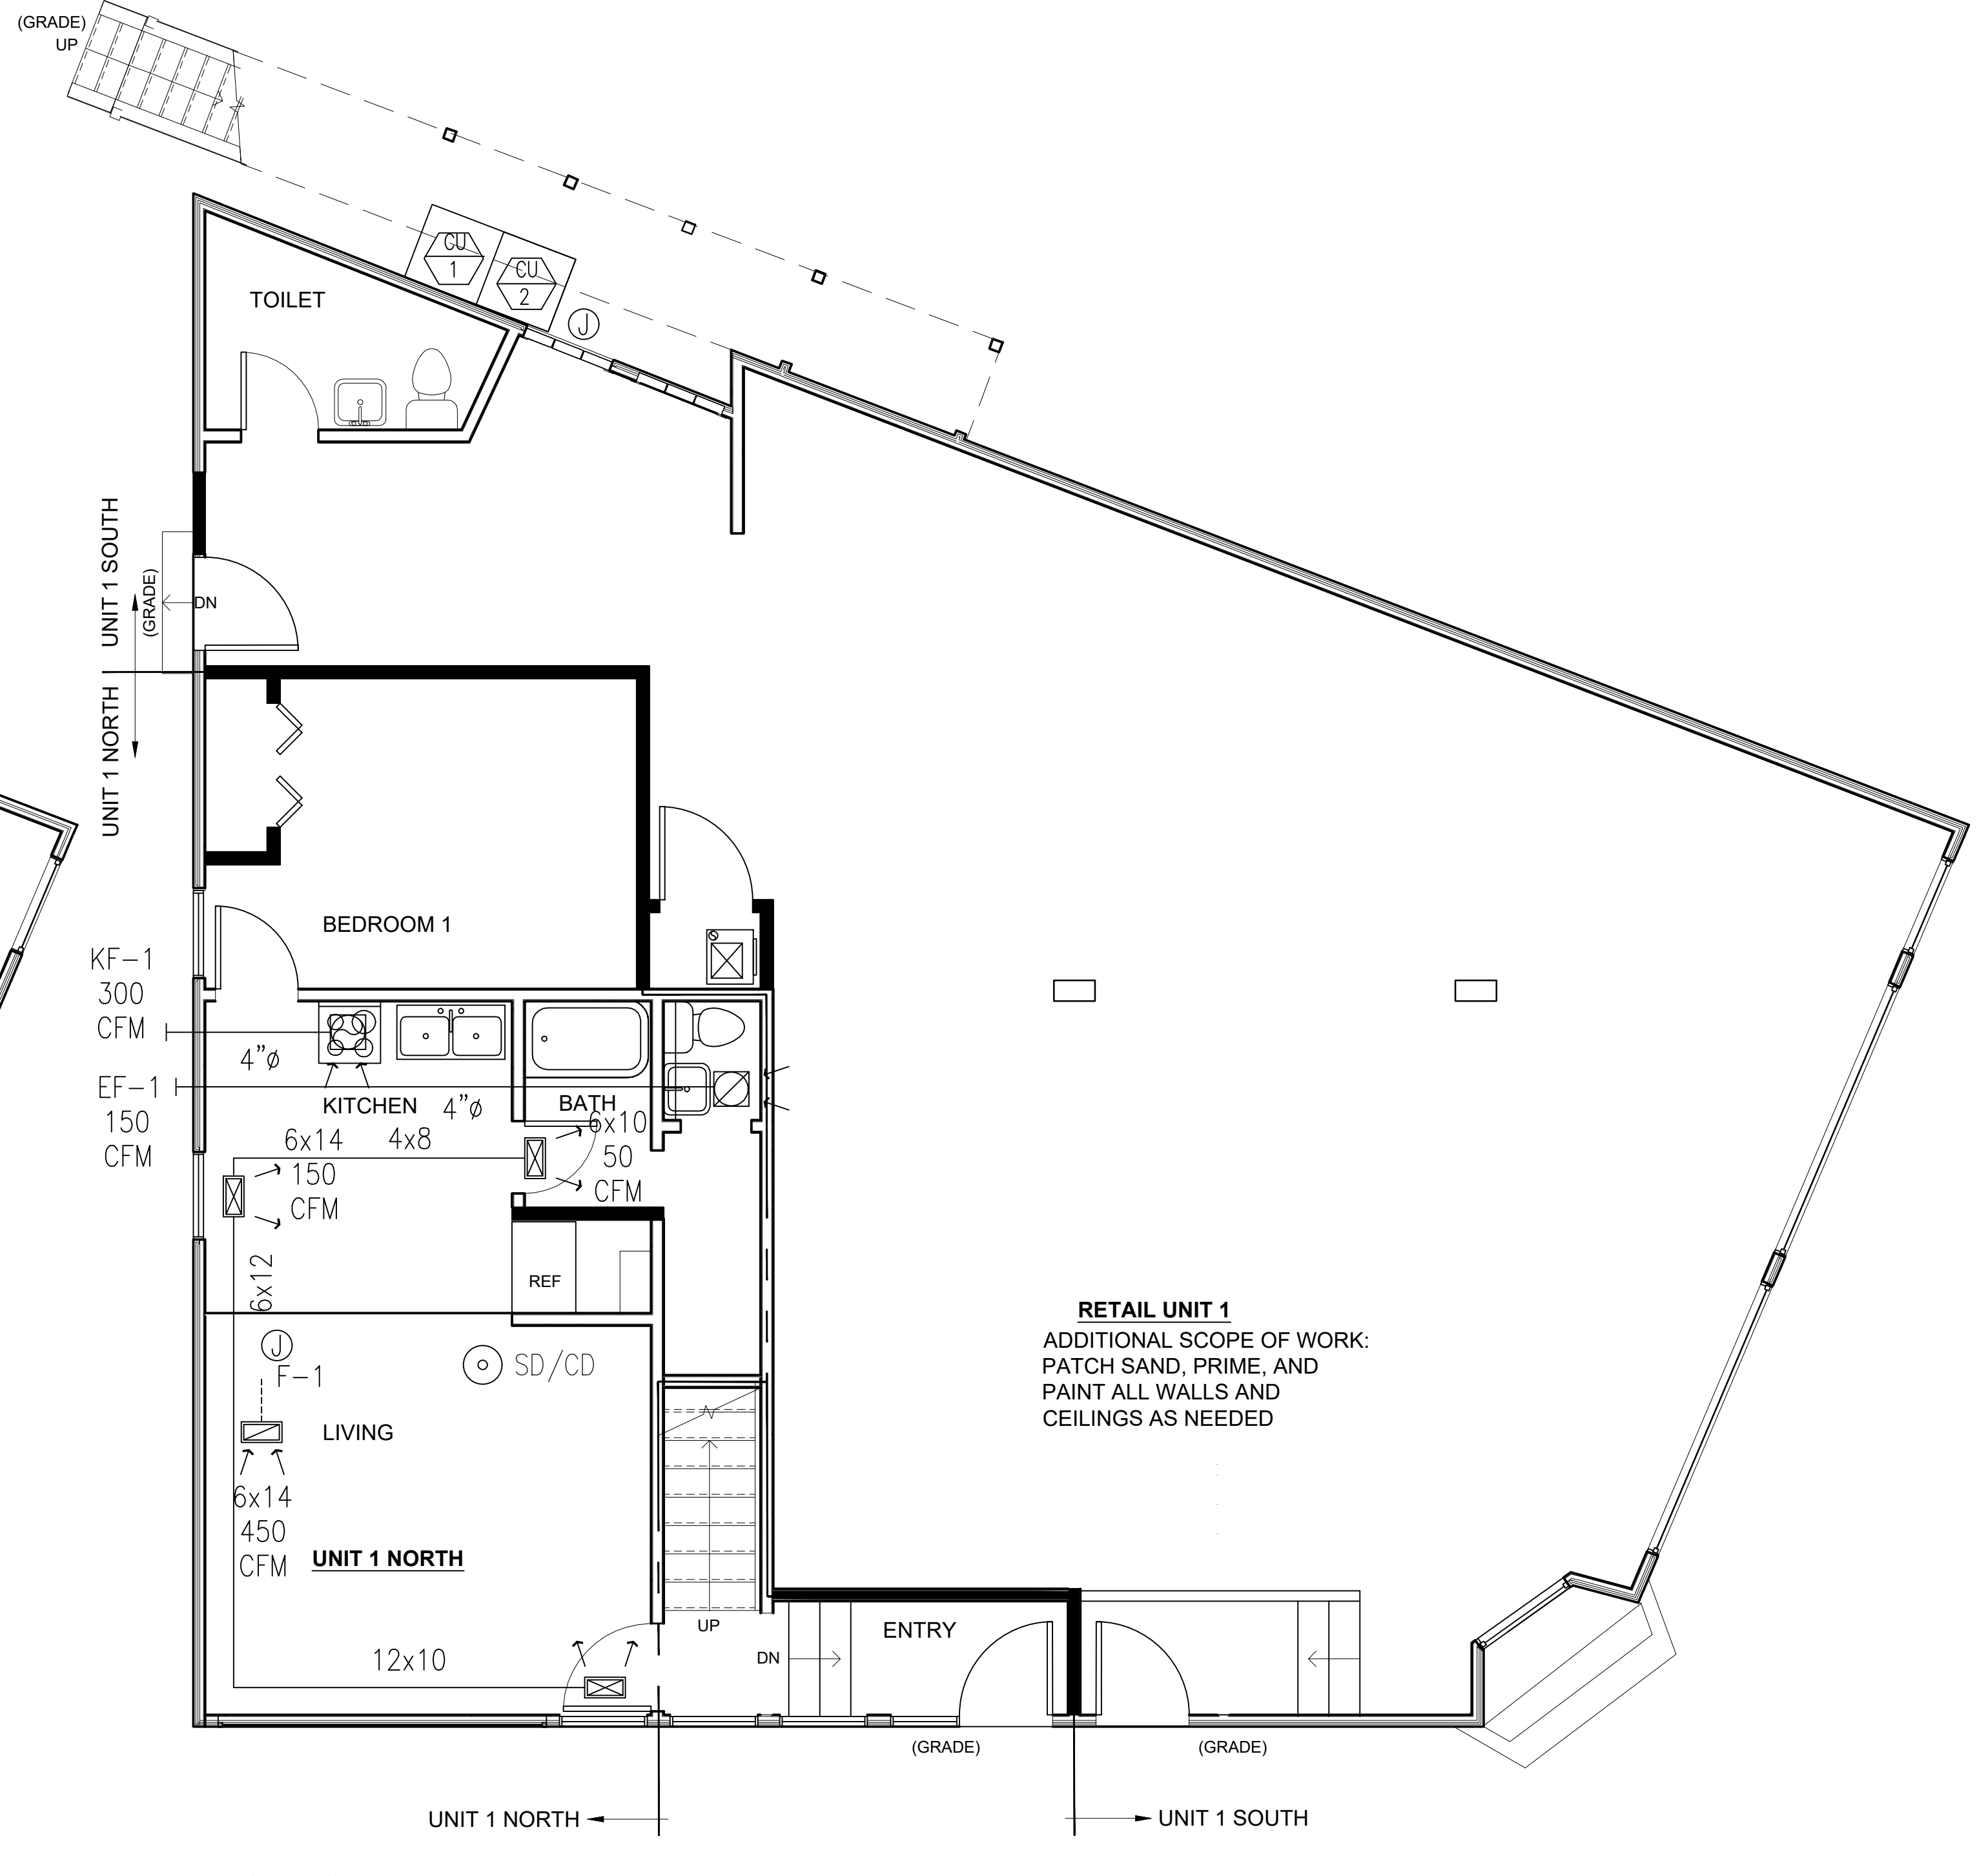 (GRADE)
UP
CU
1
CU
2
J
TOILET
UNIT 1 SOUTH
(GRADE)
DN
UNIT 1 NORTH
BEDROOM 1
KF-1
300
CFM
4"ø
EF-1
150
CFM
KITCHEN
4"ø
BATH
6x14
150
CFM
4x8
6x10
50
CFM
6x12
REF
J
F-1
SD/CD
LIVING
6x14
450
CFM
UNIT 1 NORTH
12x10
UP
DN
ENTRY
RETAIL UNIT 1
ADDITIONAL SCOPE OF WORK:
PATCH SAND, PRIME, AND
PAINT ALL WALLS AND
CEILINGS AS NEEDED
(GRADE)
(GRADE)
UNIT 1 NORTH
UNIT 1 SOUTH